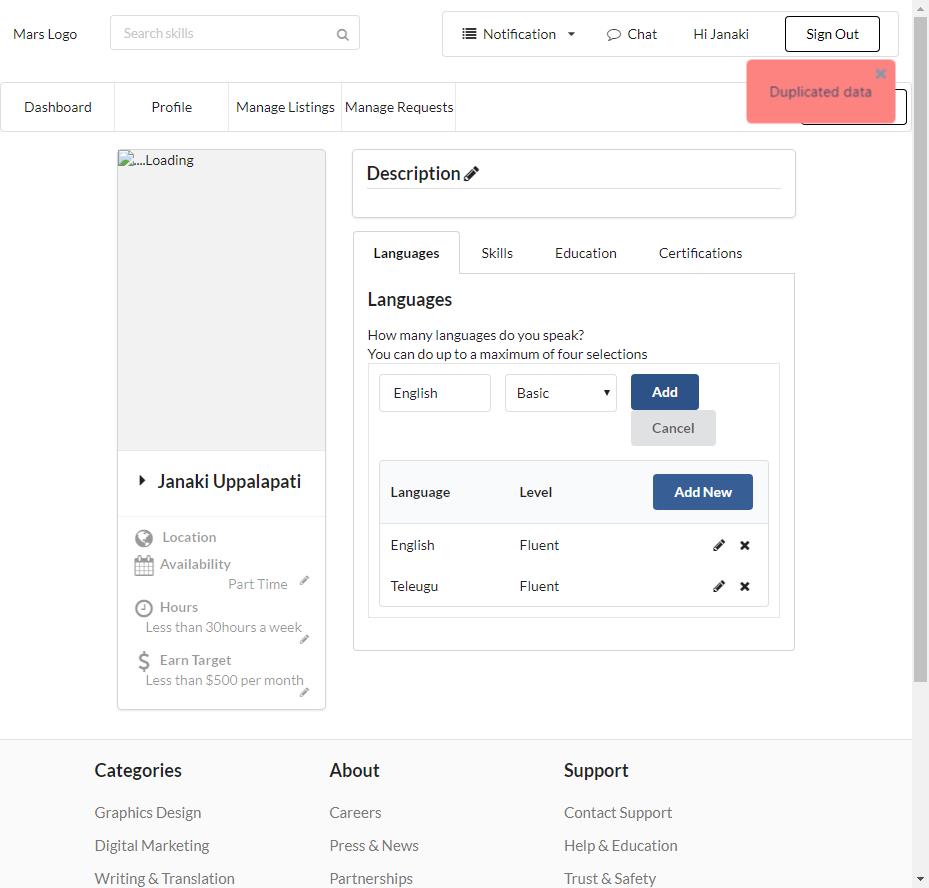 Mars Logo
Search skills
Notification
Chat
Hi Janaki
Sign Out
Duplicated data
Dashboard
Profile
Manage Listings
Manage Requests
....Loading
Description
Languages
Skills
Education
Certifications
Languages
How many languages do you speak?
You can do up to a maximum of four selections
English
Basic
Add
Cancel
Language
Level
Add New
English
Fluent
Teleugu
Fluent
Janaki Uppalapati
Location
Availability
Part Time
Hours
Less than 30hours a week
Earn Target
Less than $500 per month
Categories
About
Support
Graphics Design
Careers
Contact Support
Digital Marketing
Press & News
Help & Education
Writing & Translation
Partnerships
Trust & Safety